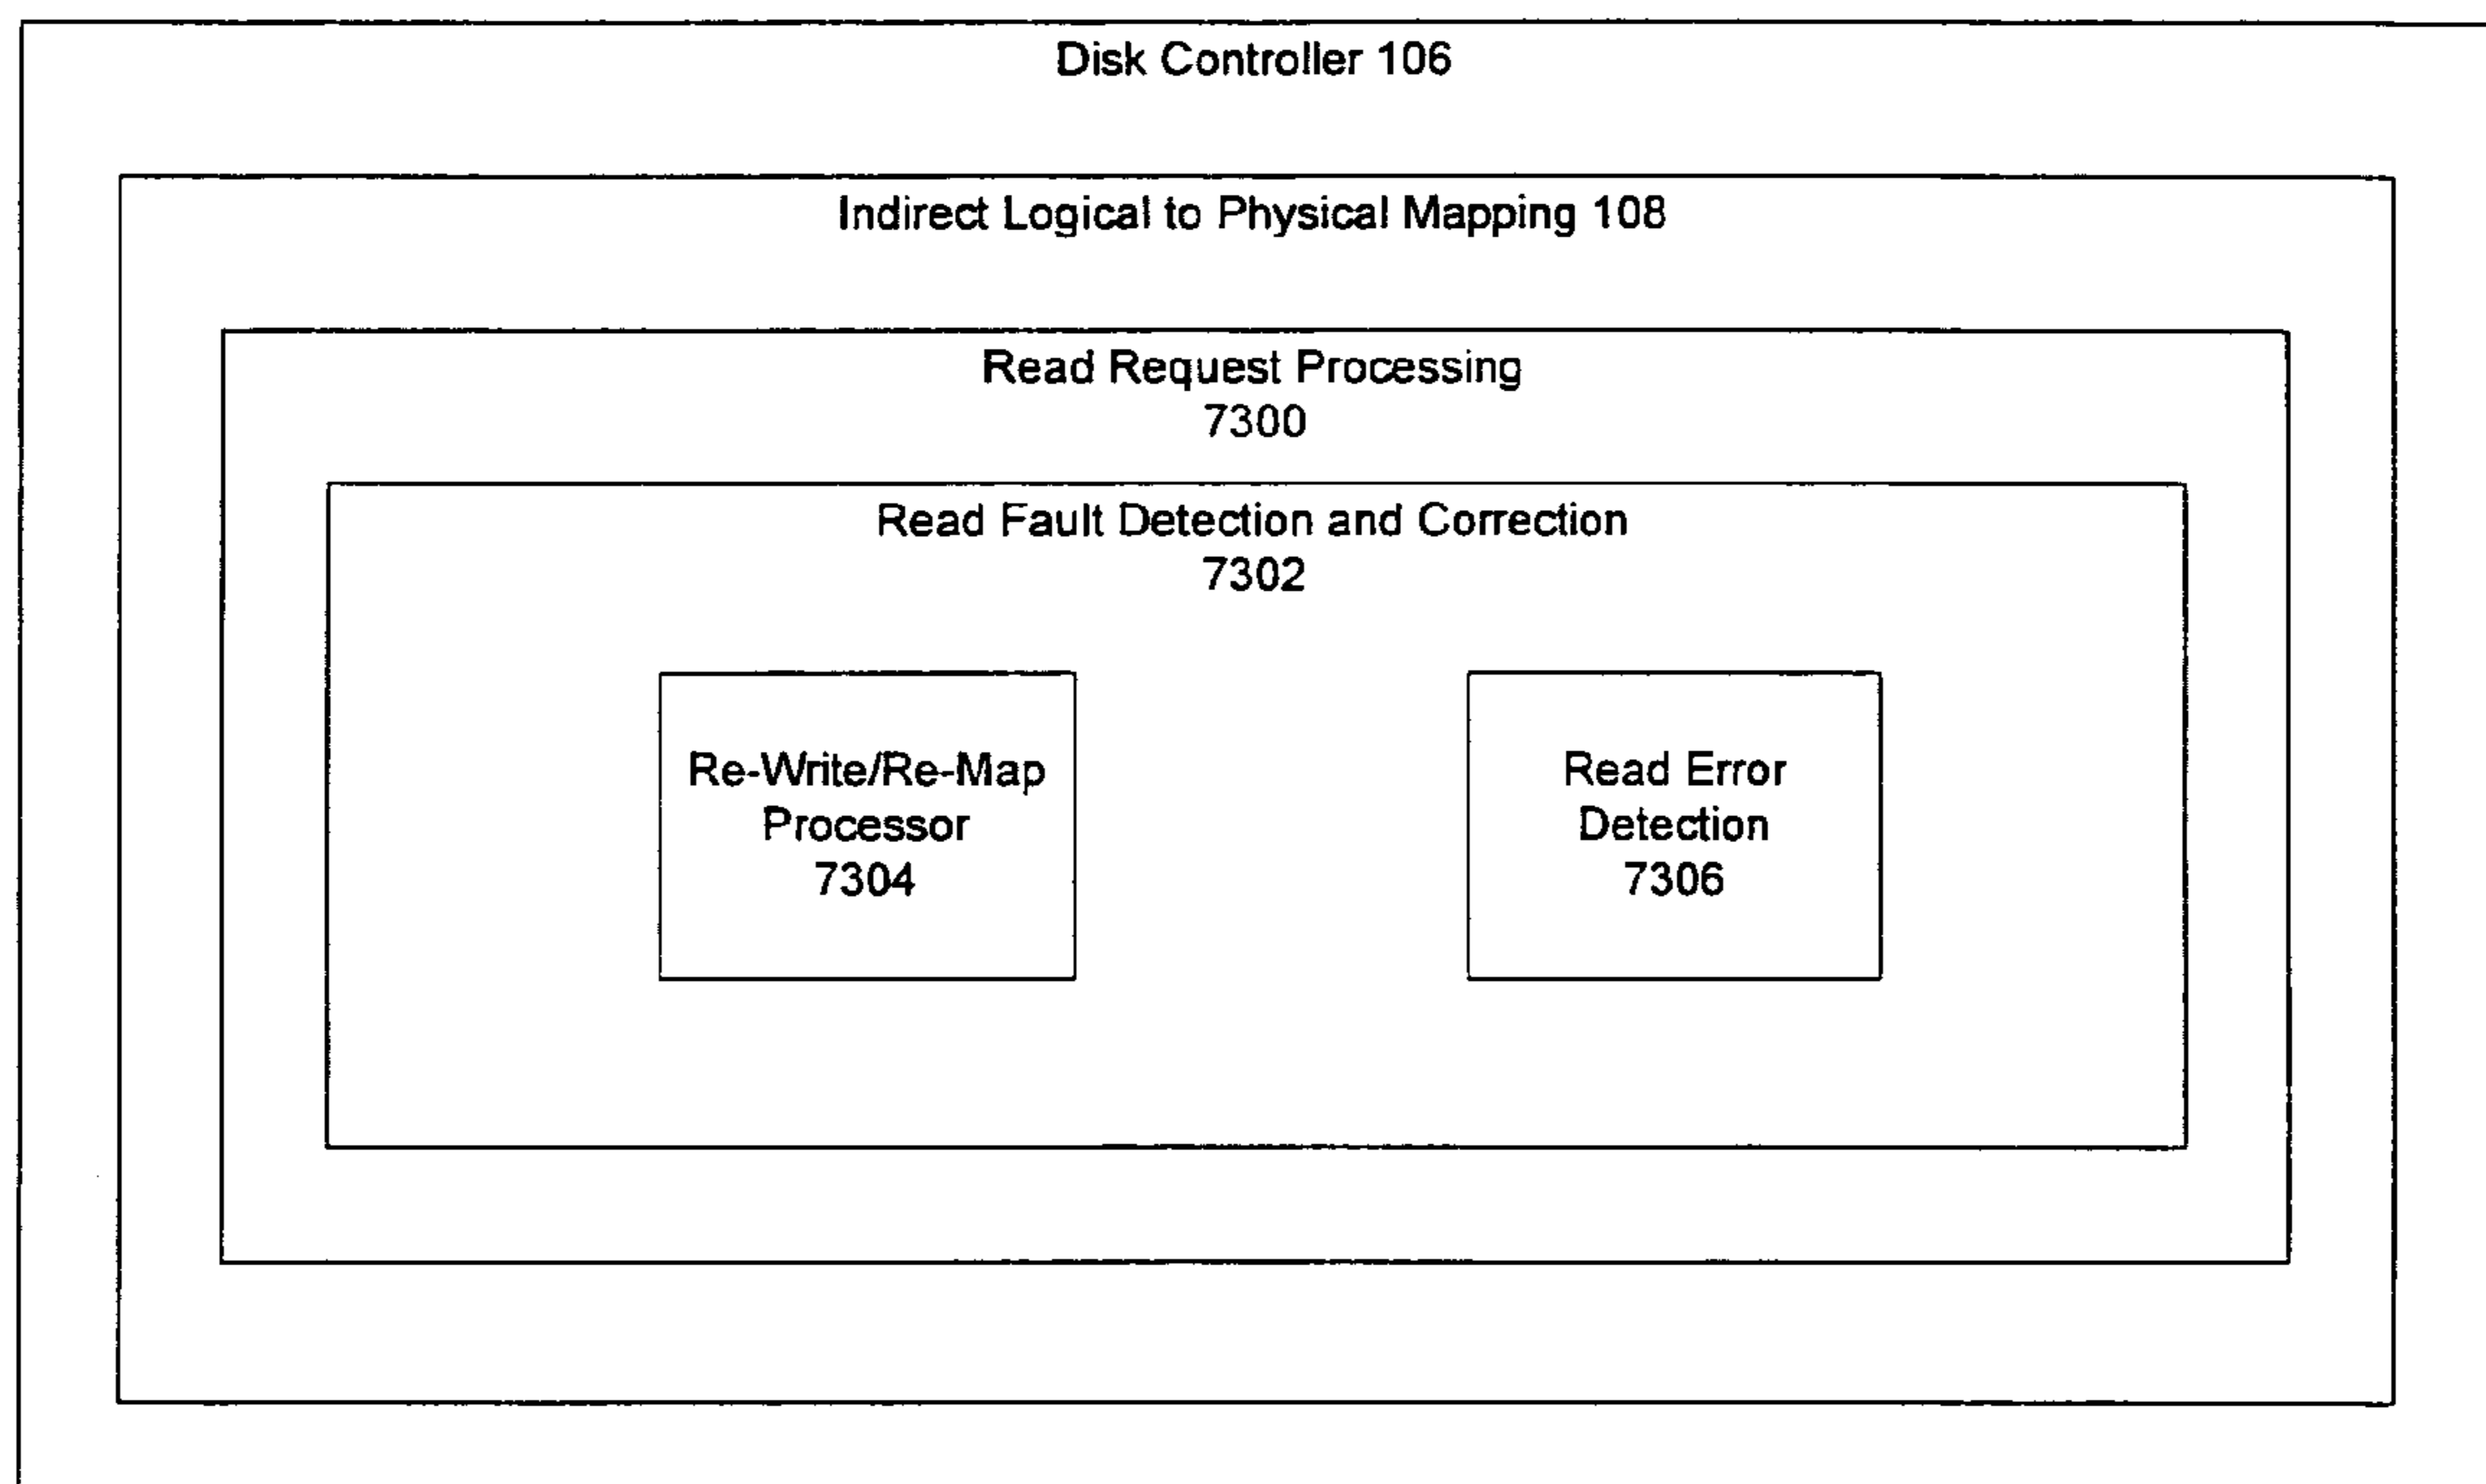 Disk Controller 106
Indirect Logical to Physical Mapping 108
Read Request Processing
7300
Read Fault Detection and Correction
7302
Re-Write/Re-Map
Processor
7304
Read Error
Detection
7306